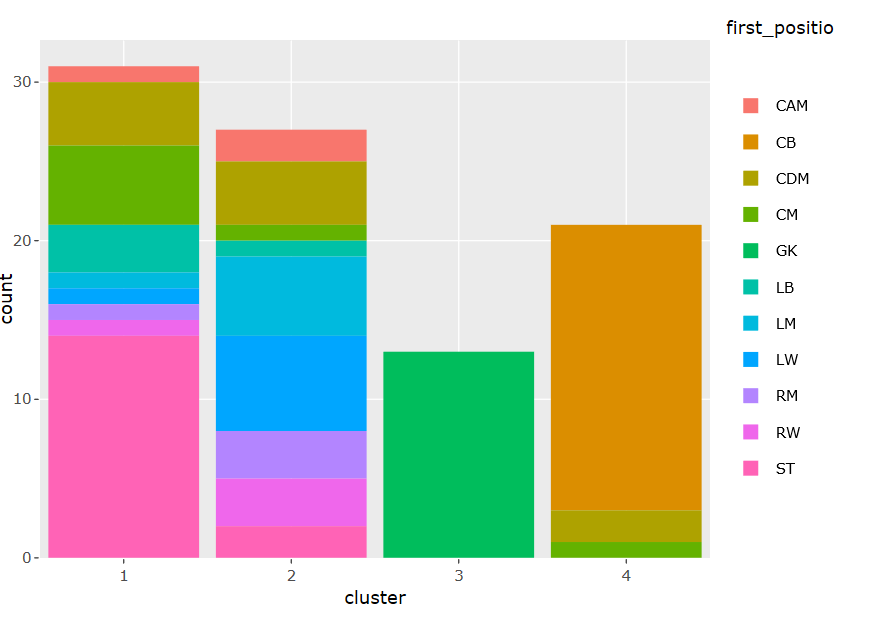 first_positio
30
20
10
0
count
1 2 3 4
cluster
CAM
CB
CDM
CM
GK
LB
LM
LW
RM
RW
ST